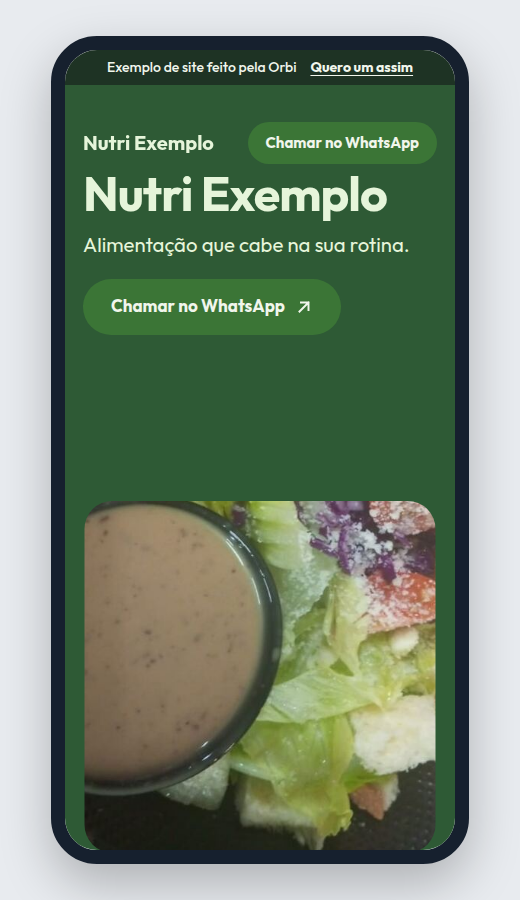 Exemplo de site feito pela Orbi Quero um assim
Nutri Exemplo Chamar no WhatsApp
Nutri Exemplo
Alimentação que cabe na sua rotina.
Chamar no WhatsApp